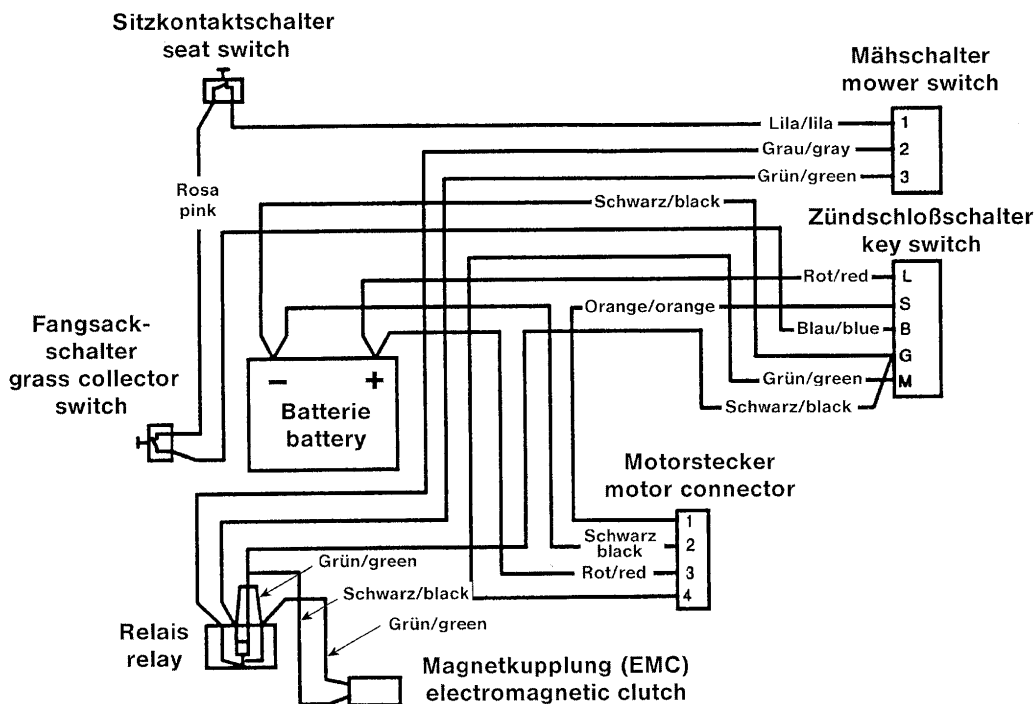 Sitzkontaktschalter
seat switch
Mähschalter
mower switch
Lila/lila
1
Grau/gray
2
Grün/green
3
Rosa
pink
Schwarz/black
Zündschloßschalter
key switch
Rot/red
L
Orange/orange
S
Blau/blue
B
G
Grün/green
M
Schwarz/black
Fangsack-
schalter
grass collector
switch
− +
Batterie
battery
Motorstecker
motor connector
1
Schwarz
black
2
Rot/red
3
4
Grün/green
Schwarz/black
Grün/green
Relais
relay
Magnetkupplung (EMC)
electromagnetic clutch